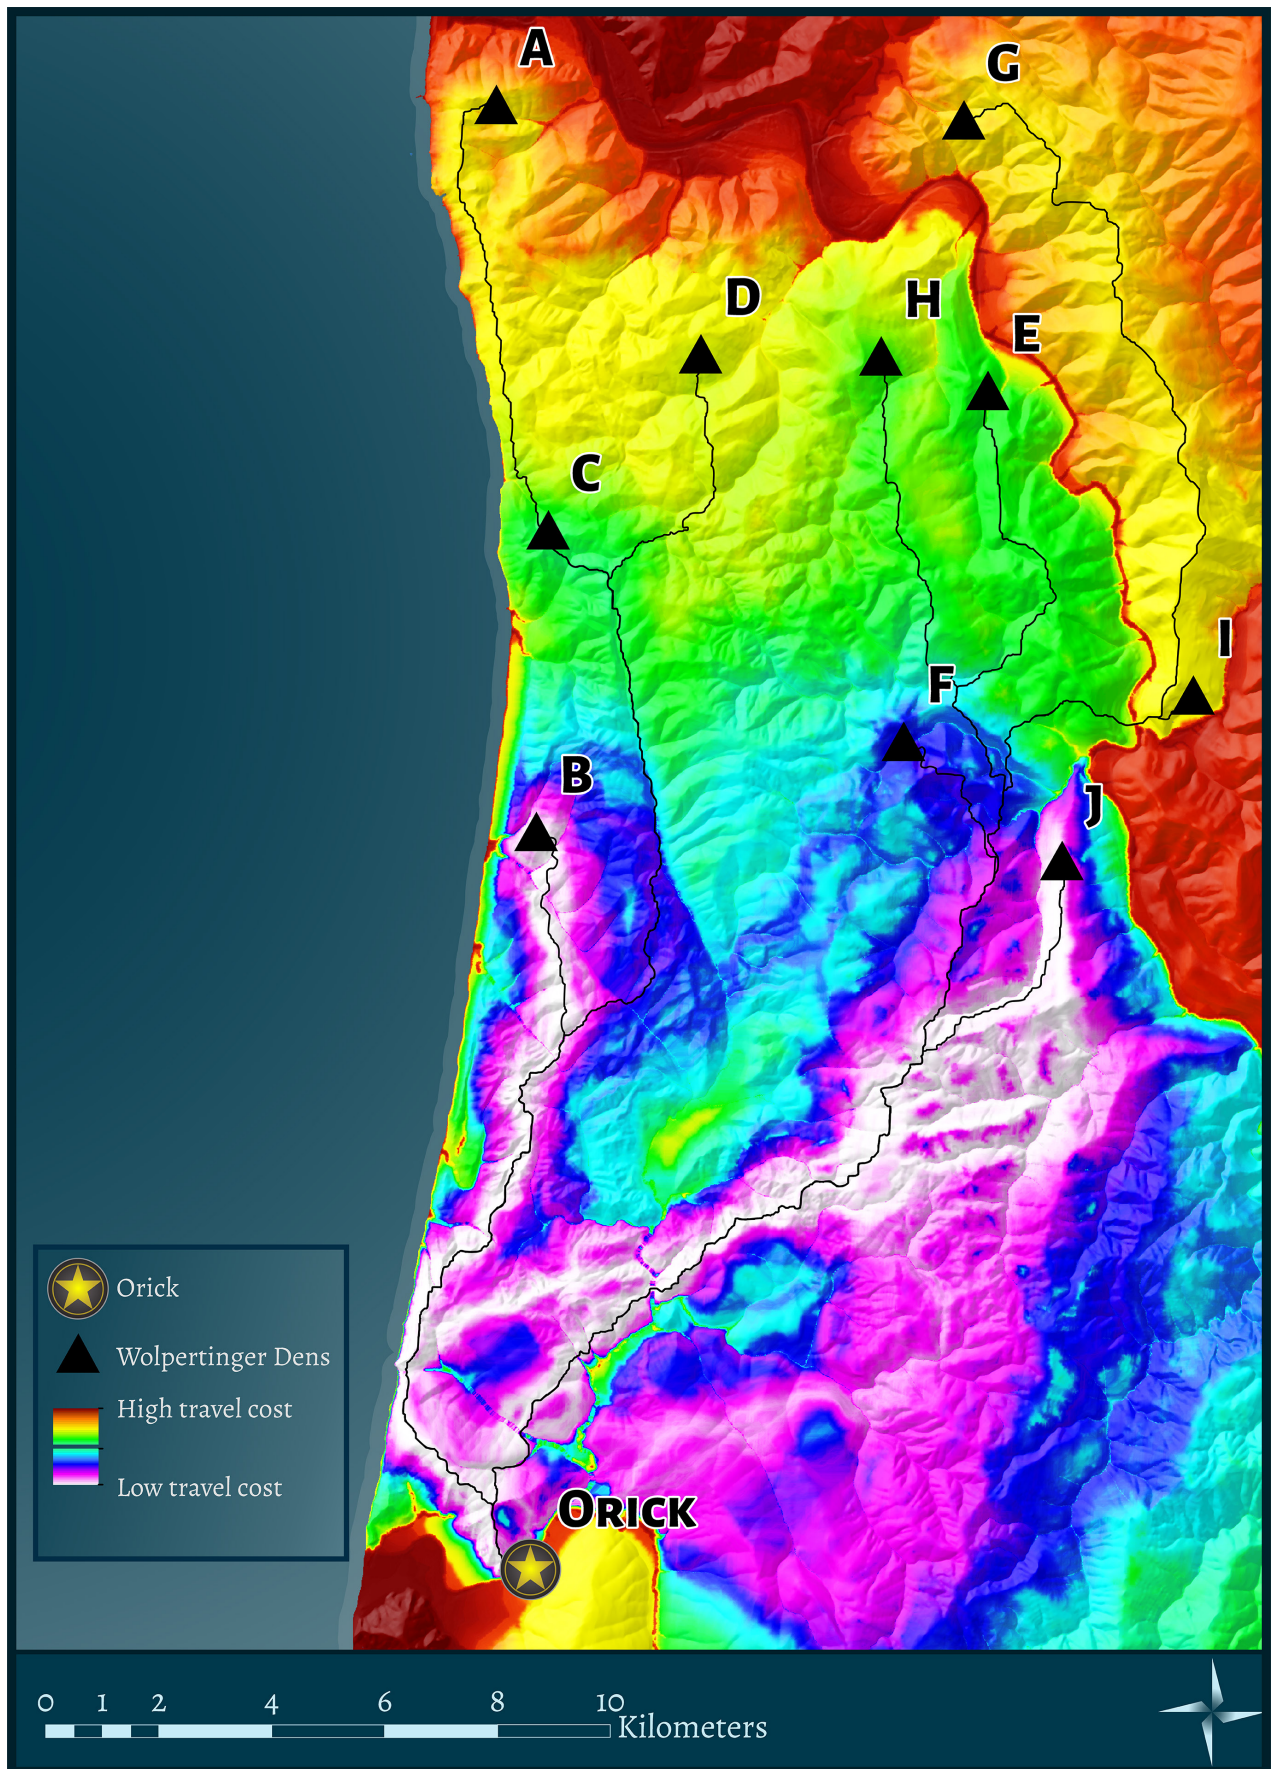 A
G
D
H
E
C
I
F
B
J
Orick
Wolpertinger Dens
High travel cost
Low travel cost
Orick
0 1 2 4 6 8 10
Kilometers